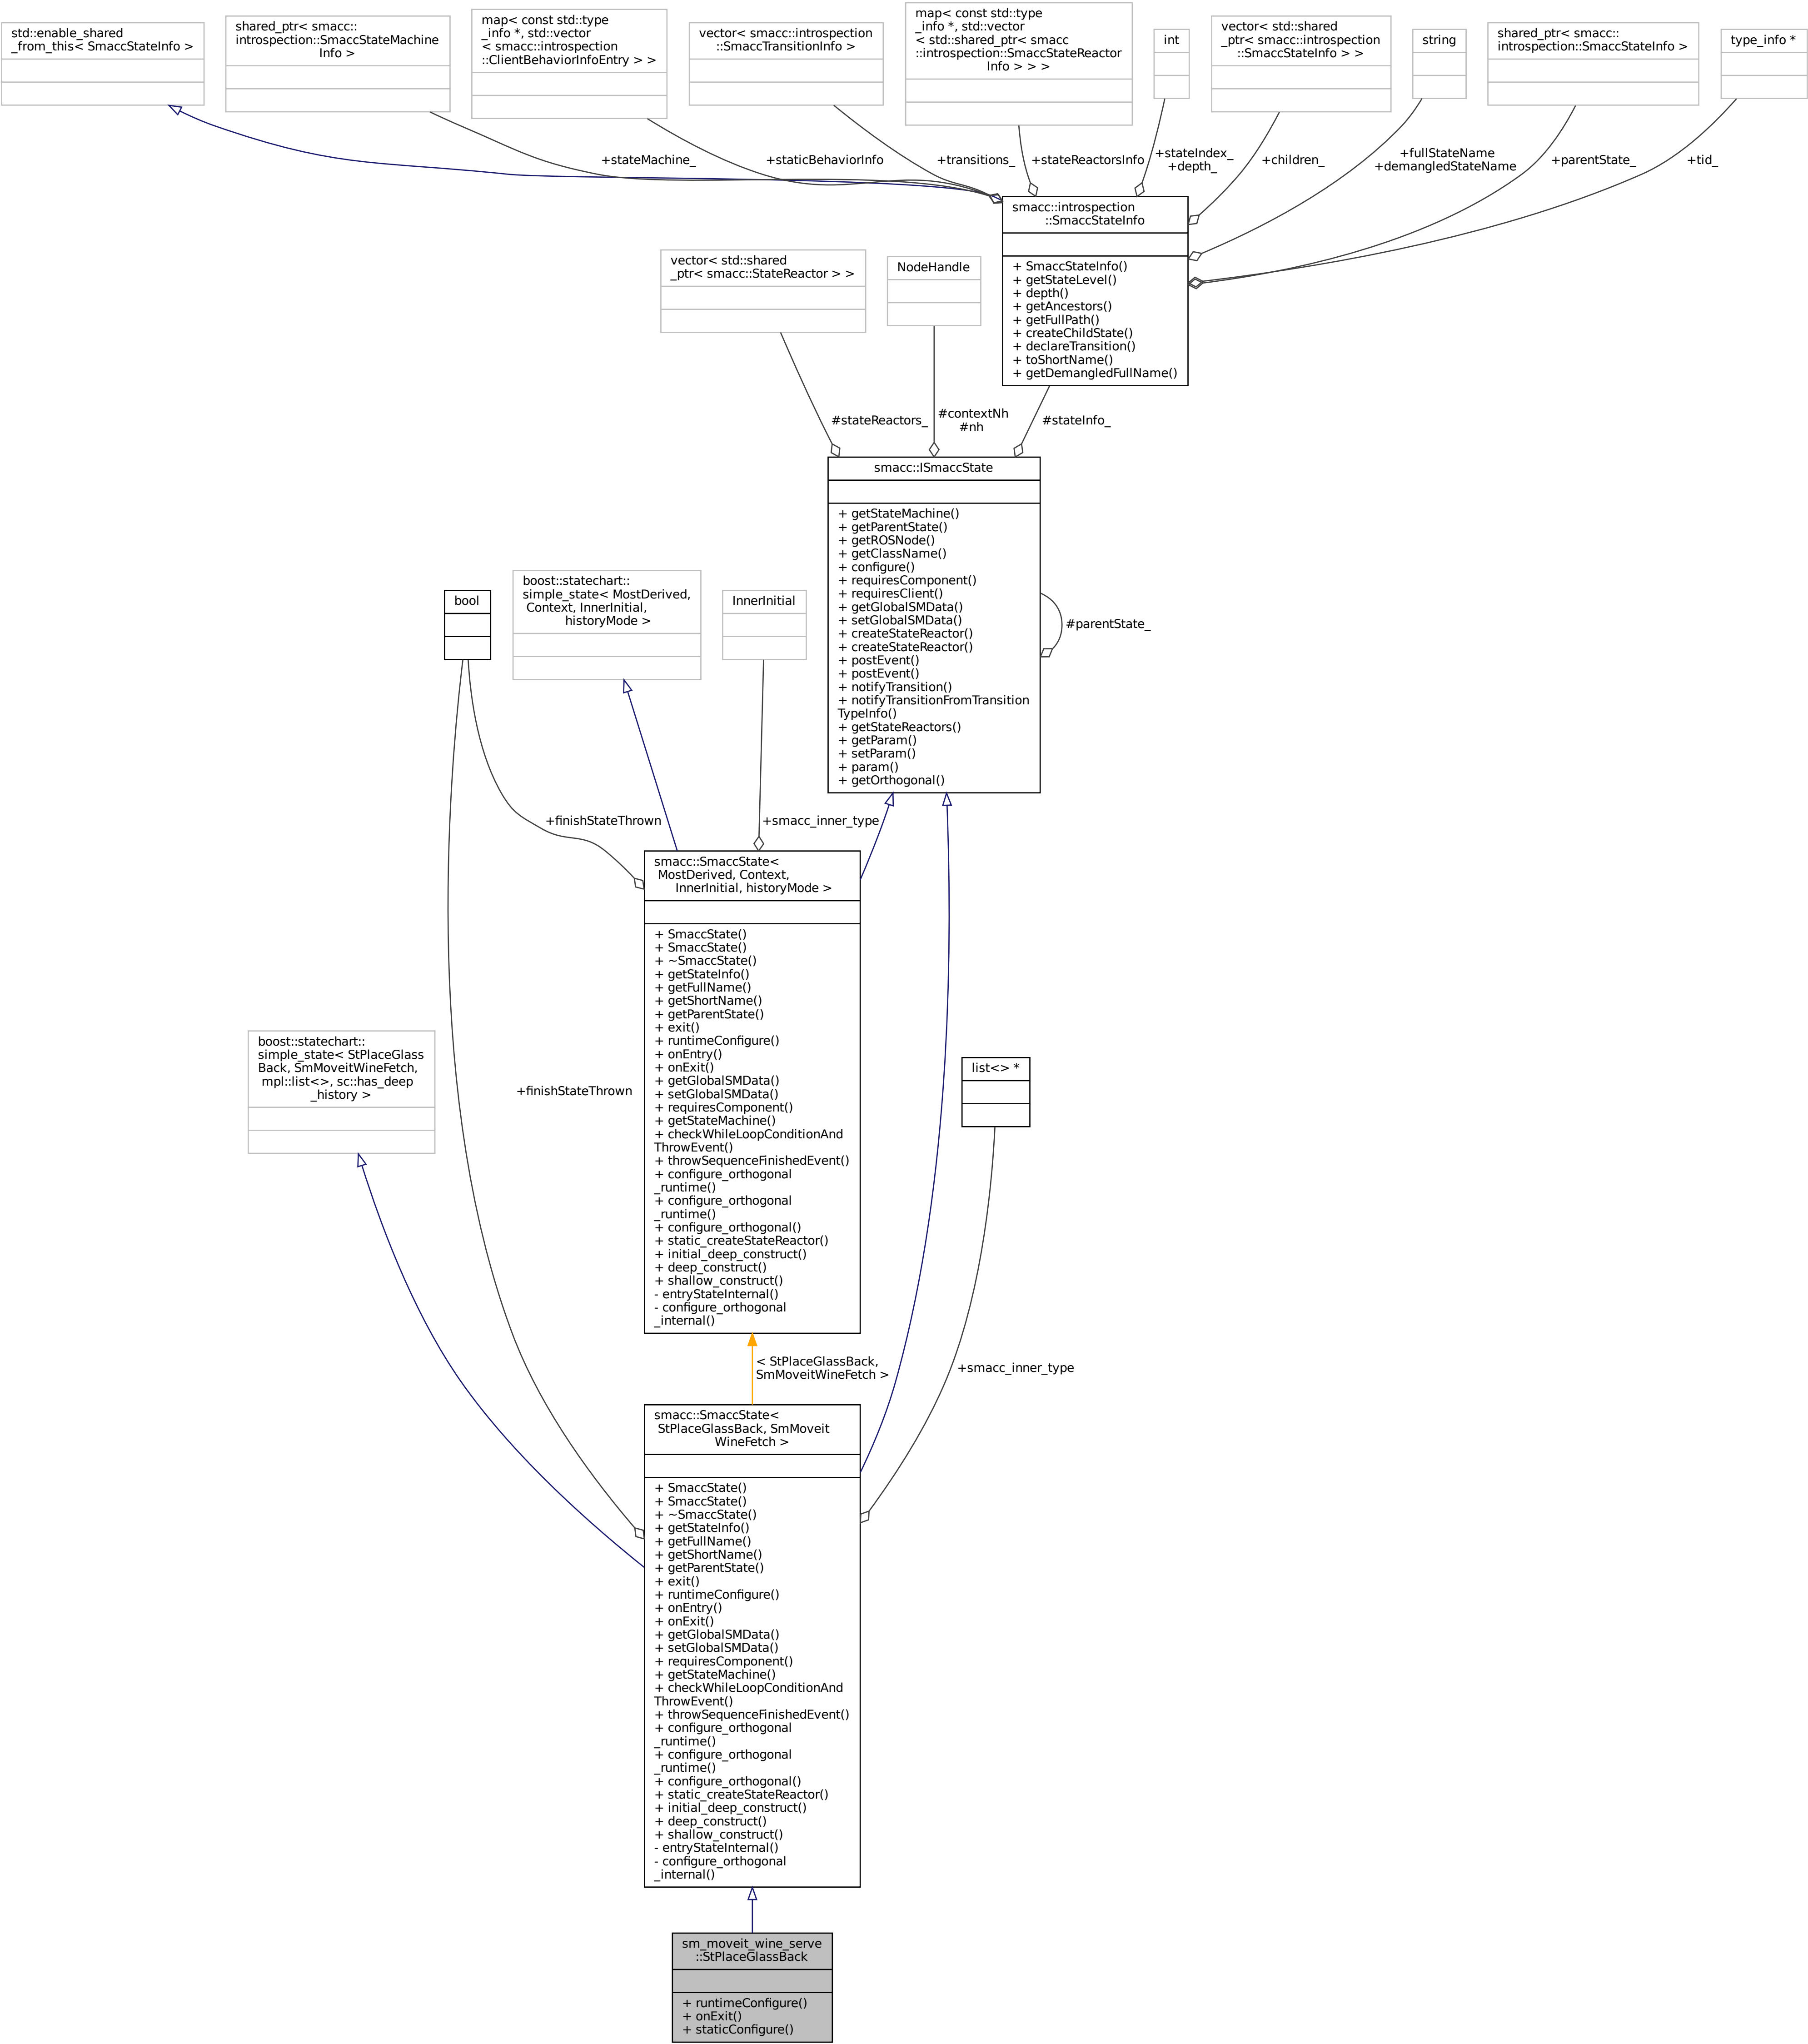 std::enable_shared
_from_this< SmaccStateInfo >
shared_ptr< smacc::
introspection::SmaccStateMachine
Info >
map< const std::type
_info *, std::vector
< smacc::introspection
::ClientBehaviorInfoEntry > >
vector< smacc::introspection
::SmaccTransitionInfo >
map< const std::type
_info *, std::vector
< std::shared_ptr< smacc
::introspection::SmaccStateReactor
Info > > >
int
vector< std::shared
_ptr< smacc::introspection
::SmaccStateInfo > >
string
shared_ptr< smacc::
introspection::SmaccStateInfo >
type_info *
+stateMachine_
+staticBehaviorInfo
+transitions_
+stateReactorsInfo
+stateIndex_
+depth_
+children_
+fullStateName
+demangledStateName
+parentState_
+tid_
smacc::introspection
::SmaccStateInfo
+ SmaccStateInfo()
+ getStateLevel()
+ depth()
+ getAncestors()
+ getFullPath()
+ createChildState()
+ declareTransition()
+ toShortName()
+ getDemangledFullName()
vector< std::shared
_ptr< smacc::StateReactor > >
NodeHandle
#stateReactors_
#contextNh
#nh
#stateInfo_
smacc::ISmaccState
+ getStateMachine()
+ getParentState()
+ getROSNode()
+ getClassName()
+ configure()
+ requiresComponent()
+ requiresClient()
+ getGlobalSMData()
+ setGlobalSMData()
+ createStateReactor()
+ createStateReactor()
+ postEvent()
+ postEvent()
+ notifyTransition()
+ notifyTransitionFromTransition
TypeInfo()
+ getStateReactors()
+ getParam()
+ setParam()
+ param()
+ getOrthogonal()
#parentState_
bool
boost::statechart::
simple_state< MostDerived,
Context, InnerInitial,
historyMode >
InnerInitial
+finishStateThrown
+smacc_inner_type
smacc::SmaccState<
MostDerived, Context,
InnerInitial, historyMode >
+ SmaccState()
+ SmaccState()
+ ~SmaccState()
+ getStateInfo()
+ getFullName()
+ getShortName()
+ getParentState()
+ exit()
+ runtimeConfigure()
+ onEntry()
+ onExit()
+ getGlobalSMData()
+ setGlobalSMData()
+ requiresComponent()
+ getStateMachine()
+ checkWhileLoopConditionAnd
ThrowEvent()
+ throwSequenceFinishedEvent()
+ configure_orthogonal
_runtime()
+ configure_orthogonal
_runtime()
+ configure_orthogonal()
+ static_createStateReactor()
+ initial_deep_construct()
+ deep_construct()
+ shallow_construct()
- entryStateInternal()
- configure_orthogonal
_internal()
boost::statechart::
simple_state< StPlaceGlass
Back, SmMoveitWineFetch,
mpl::list<>, sc::has_deep
_history >
+finishStateThrown
list<> *
< StPlaceGlassBack,
SmMoveitWineFetch >
+smacc_inner_type
smacc::SmaccState<
StPlaceGlassBack, SmMoveit
WineFetch >
+ SmaccState()
+ SmaccState()
+ ~SmaccState()
+ getStateInfo()
+ getFullName()
+ getShortName()
+ getParentState()
+ exit()
+ runtimeConfigure()
+ onEntry()
+ onExit()
+ getGlobalSMData()
+ setGlobalSMData()
+ requiresComponent()
+ getStateMachine()
+ checkWhileLoopConditionAnd
ThrowEvent()
+ throwSequenceFinishedEvent()
+ configure_orthogonal
_runtime()
+ configure_orthogonal
_runtime()
+ configure_orthogonal()
+ static_createStateReactor()
+ initial_deep_construct()
+ deep_construct()
+ shallow_construct()
- entryStateInternal()
- configure_orthogonal
_internal()
sm_moveit_wine_serve
::StPlaceGlassBack
+ runtimeConfigure()
+ onExit()
+ staticConfigure()